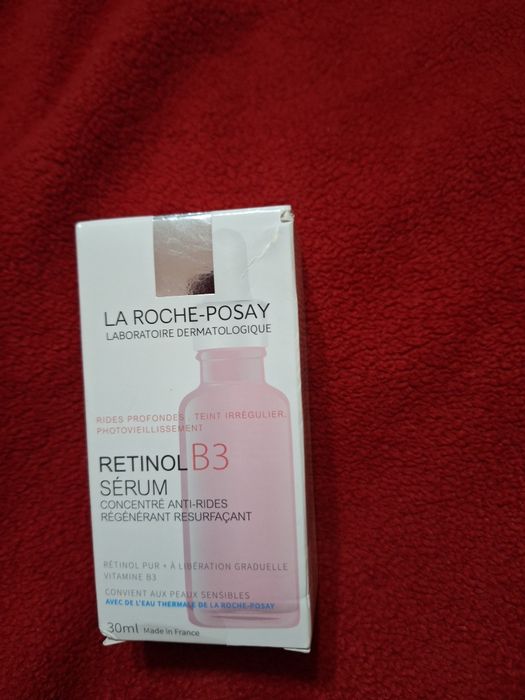 LA ROCHE-POSAY
LABORATOIRE DERMATOLOGIQUE
RIDES PROFONDES . TEINT IRRÉGULIER.
PHOTOVIEILLISSEMENT
RETINOL B3
SÉRUM
CONCENTRÉ ANTI-RIDES
RÉGÉNÉRANT RESURFAÇANT
RÉTINOL PUR + À LIBÉRATION GRADUELLE
VITAMINE B3
CONVIENT AUX PEAUX SENSIBLES
AVEC DE L'EAU THERMALE DE LA ROCHE-POSAY
30ml Made in France